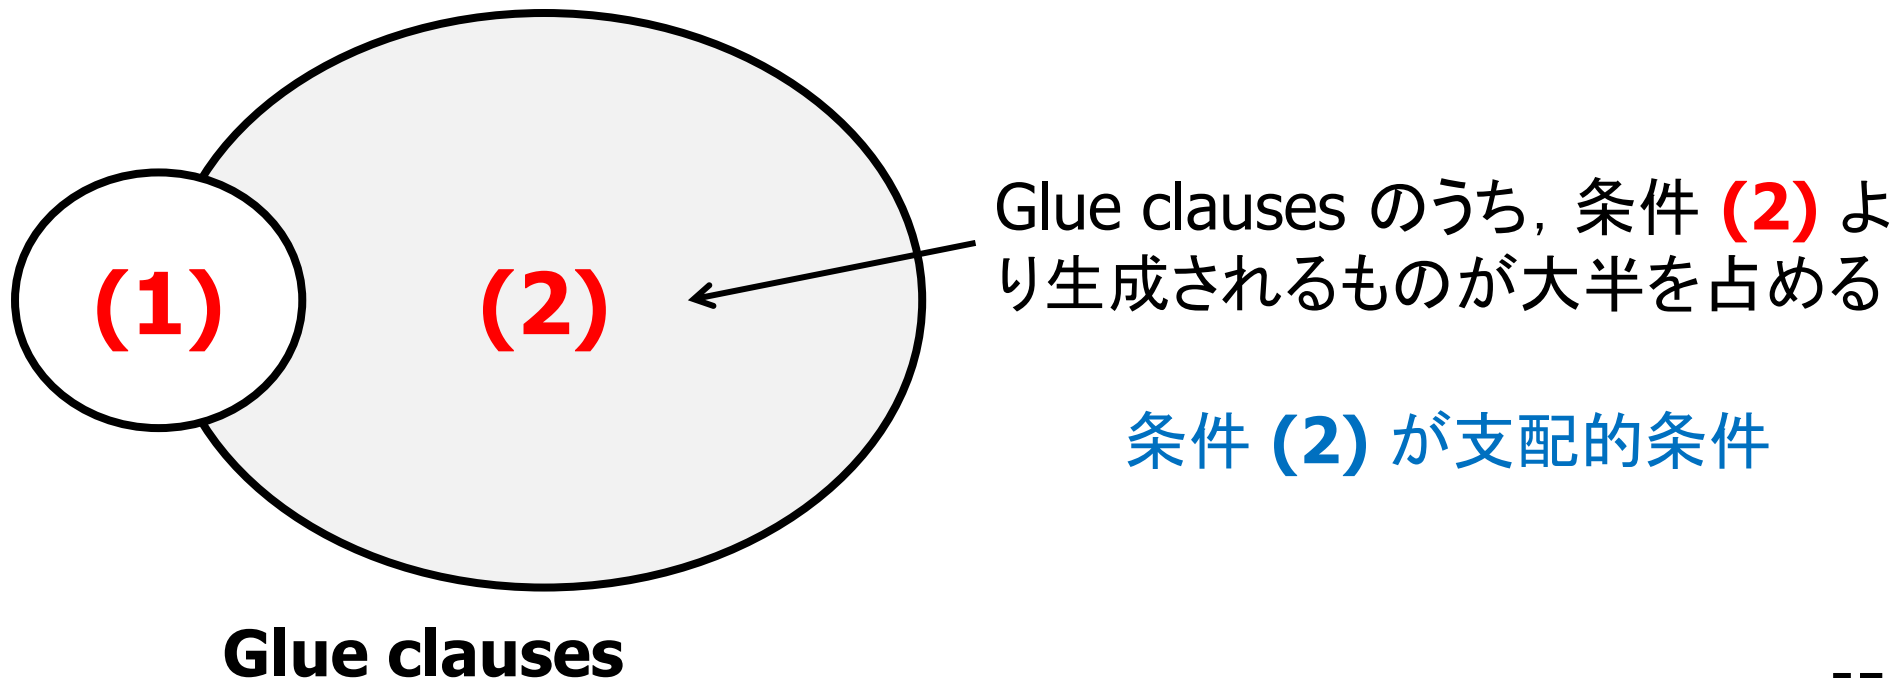 (1)
(2)
Glue clauses のうち，条件 (2) よ
り生成されるものが大半を占める
条件 (2) が支配的条件
Glue clauses